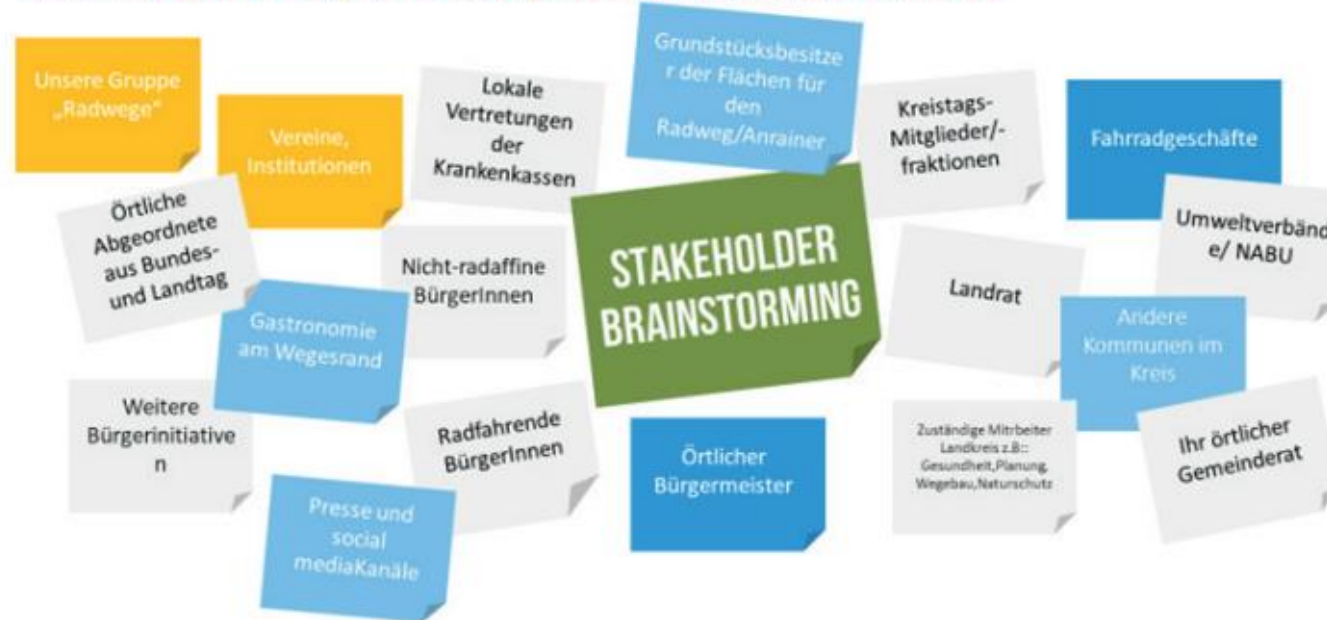 Unsere Gruppe
„Radwege"
Vereine,
Institutionen
Lokale
Vertretungen
der
Krankenkassen
Grundstücksbesitze
r der Flächen für
den
Radweg/Anrainer
Kreistags-
Mitglieder/-
fraktionen
Fahrradgeschäfte
Örtliche
Abgeordnete
aus Bundes-
und Landtag
Nicht-radaffine
BürgerInnen
STAKEHOLDER
BRAINSTORMING
Landrat
Umweltverbänd
e/ NABU
Gastronomie
am Wegesrand
Andere
Kommunen im
Kreis
Weitere
Bürgerinitiative
n
Radfahrende
BürgerInnen
Örtlicher
Bürgermeister
Zuständige Mitrbeiter
Landkreis z.B::
Gesundheit,Planung,
Wegebau,Naturschutz
Ihr örtlicher
Gemeinderat
Presse und
social
mediaKanäle